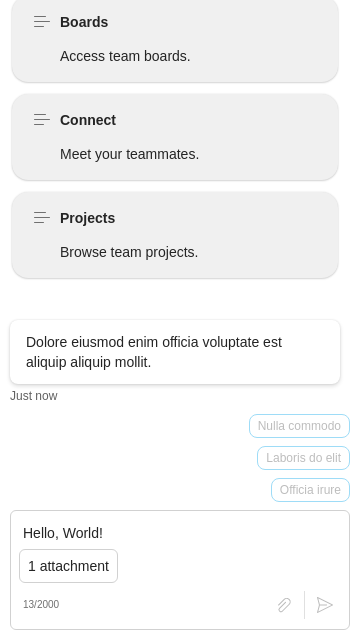 Boards
Access team boards.
Connect
Meet your teammates.
Projects
Browse team projects.
Dolore eiusmod enim officia voluptate est
aliquip aliquip mollit.
Just now
Nulla commodo
Laboris do elit
Officia irure
Hello, World!
1 attachment
13/2000